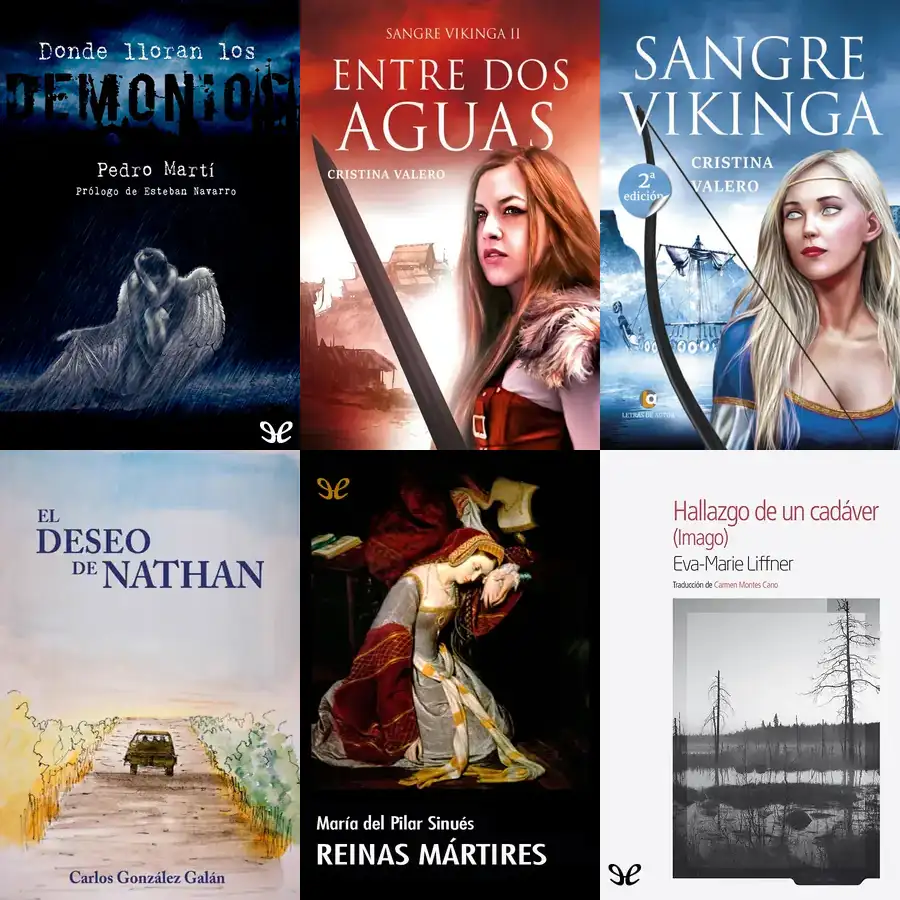 Donde lloran los
DEMONIOS
Pedro Martí
Prólogo de Esteban Navarro
SANGRE VIKINGA II
ENTRE DOS
AGUAS
CRISTINA VALERO
SANGRE
VIKINGA
CRISTINA
VALERO
2ª
edición
LETRAS DE AUTOR
EL
DESEO
DE NATHAN
Carlos González Galán
María del Pilar Sinués
REINAS MÁRTIRES
Hallazgo de un cadáver
(Imago)
Eva-Marie Liffner
Traducción de Carmen Montes Cano